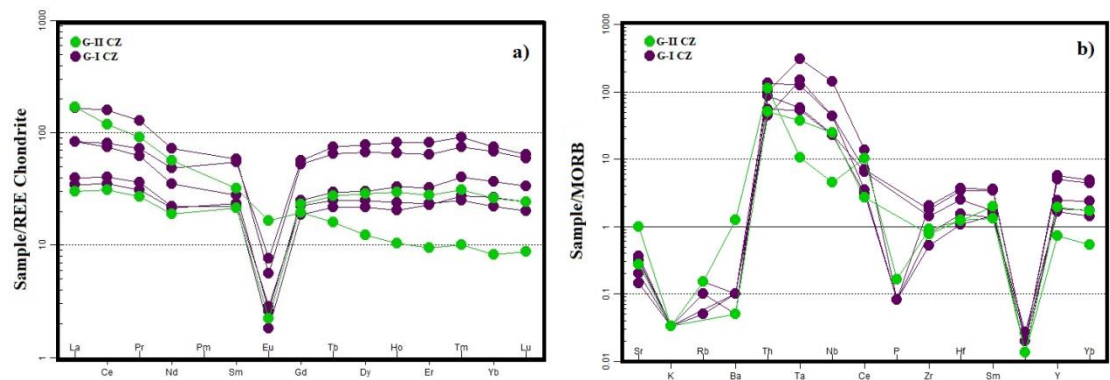 a)
G-II CZ
G-I CZ
Sample/REE Chondrite
1000
100
10
1
La Pr Pm Eu Tb Ho Tm Lu
Ce Nd Sm Gd Dy Er Yb
b)
G-II CZ
G-I CZ
Sample/MORB
1000
100
10
1
0.1
0.01
Sr Rb Th Nb P Hf Y
K Ba Ta Ce Zr Sm Yb